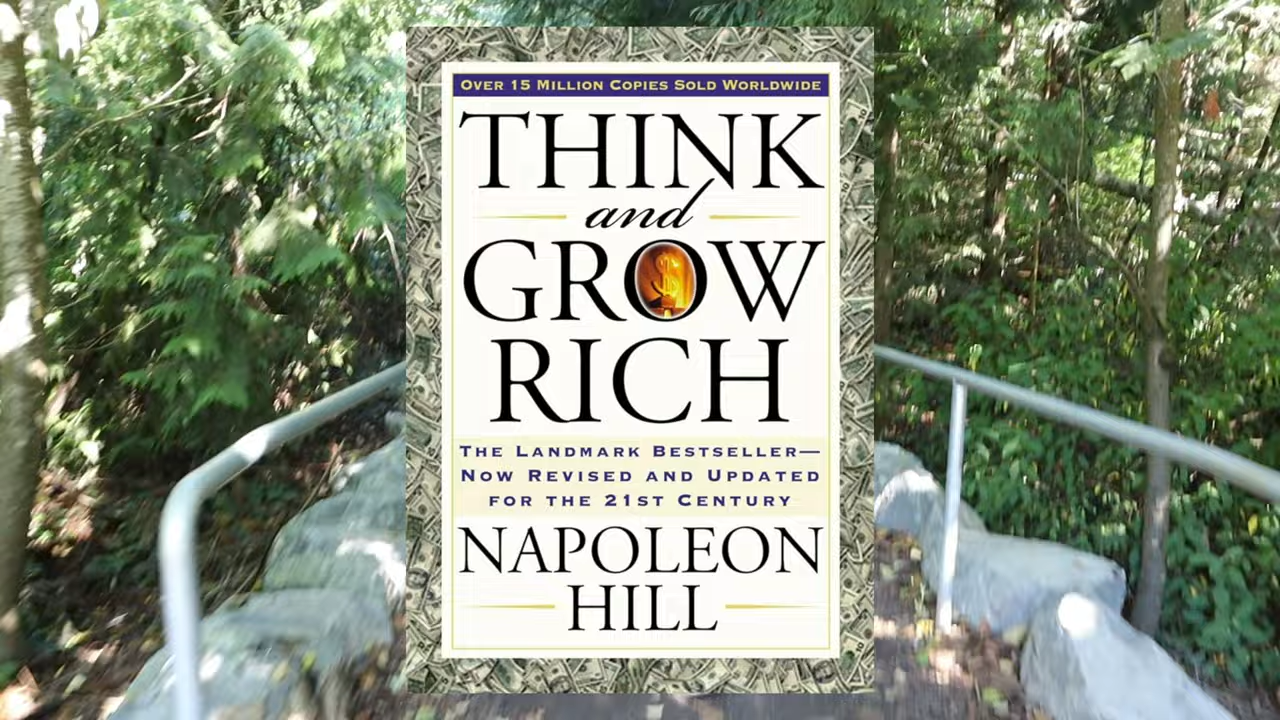 OVER 15 MILLION COPIES SOLD WORLDWIDE
THINK
and
GROW
RICH
THE LANDMARK BESTSELLER—
NOW REVISED AND UPDATED
FOR THE 21ST CENTURY
NAPOLEON
HILL